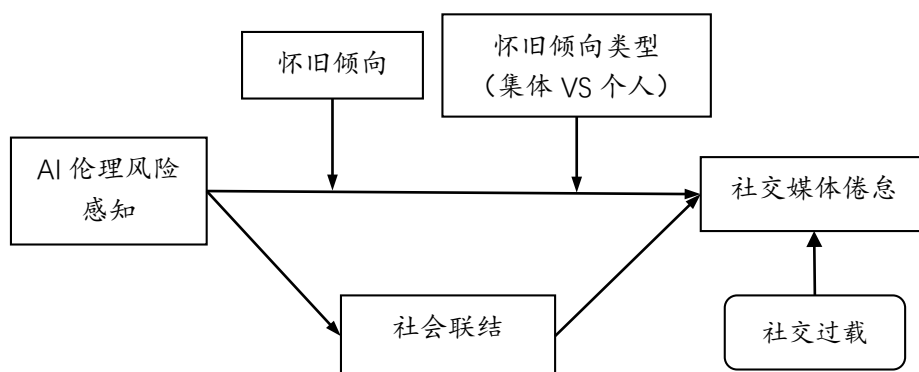 怀旧倾向
怀旧倾向类型
（集体 VS 个人）
AI 伦理风险
感知
社交媒体倦怠
社会联结
社交过载